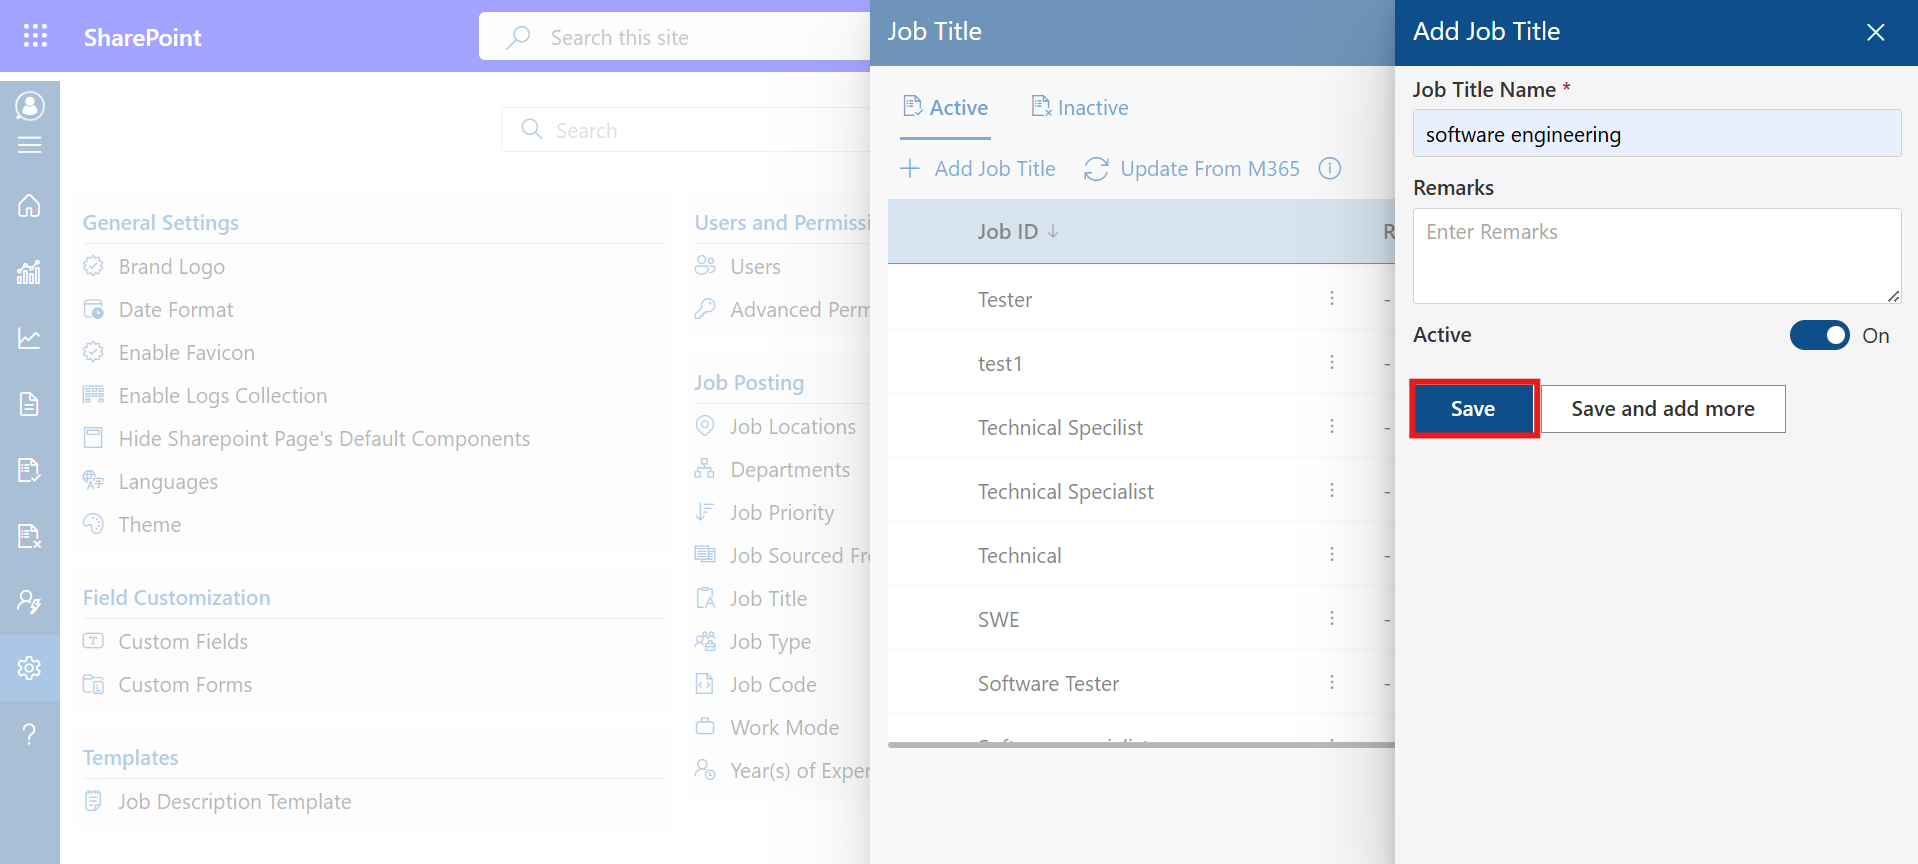 SharePoint
Search this site
Search
General Settings
Brand Logo
Date Format
Enable Favicon
Enable Logs Collection
Hide Sharepoint Page's Default Components
Languages
Theme
Field Customization
Custom Fields
Custom Forms
Templates
Job Description Template
Users and Permissi
Users
Advanced Perm
Job Posting
Job Locations
Departments
Job Priority
Job Sourced Fr
Job Title
Job Type
Job Code
Work Mode
Year(s) of Exper
Job Title
Active Inactive
Add Job Title Update From M365
Job ID R
Tester -
test1 -
Technical Specilist -
Technical Specialist -
Technical -
SWE -
Software Tester -
Add Job Title
Job Title Name *
software engineering
Remarks
Enter Remarks
Active On
Save Save and add more